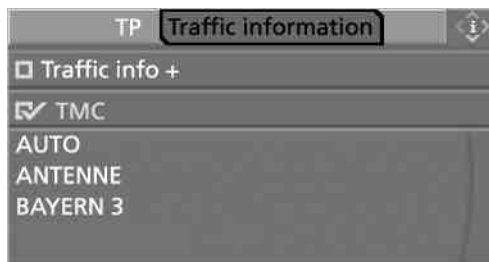 TP Traffic information i
Traffic info +
TMC
AUTO
ANTENNE
BAYERN 3